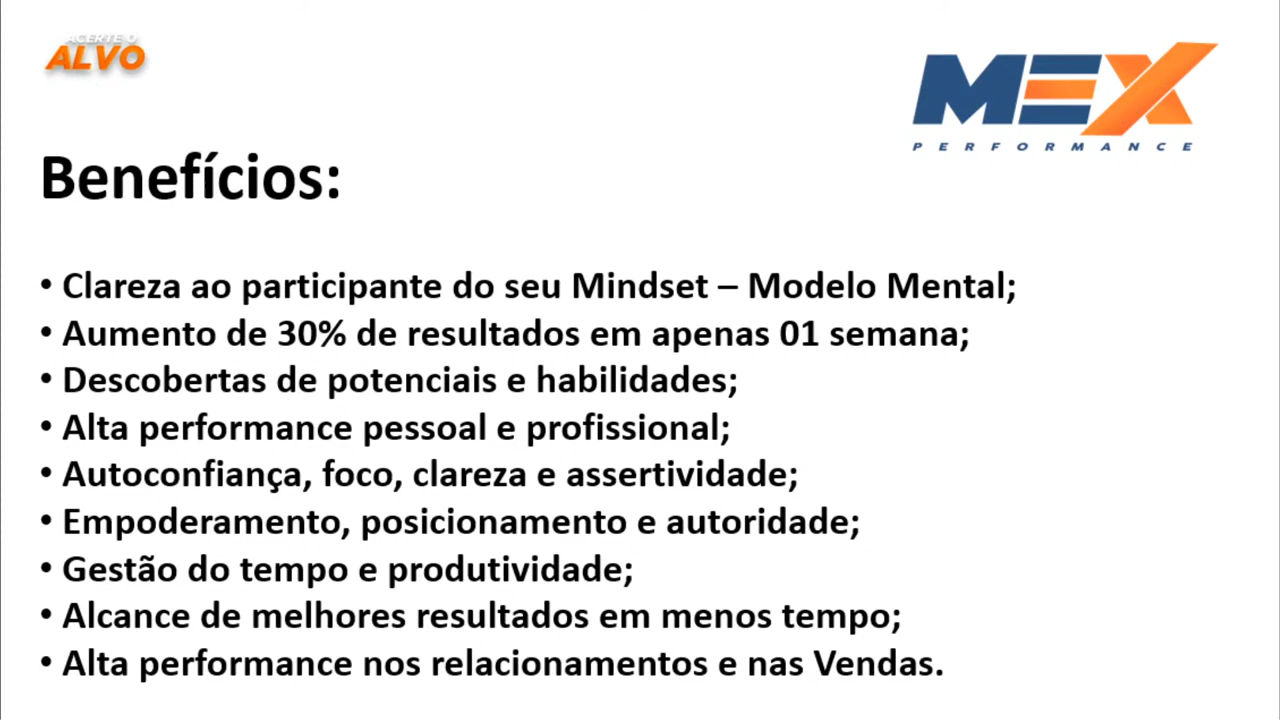 ACERTE O
ALVO
MEX
PERFORMANCE
Benefícios:
• Clareza ao participante do seu Mindset – Modelo Mental;
• Aumento de 30% de resultados em apenas 01 semana;
• Descobertas de potenciais e habilidades;
• Alta performance pessoal e profissional;
• Autoconfiança, foco, clareza e assertividade;
• Empoderamento, posicionamento e autoridade;
• Gestão do tempo e produtividade;
• Alcance de melhores resultados em menos tempo;
• Alta performance nos relacionamentos e nas Vendas.